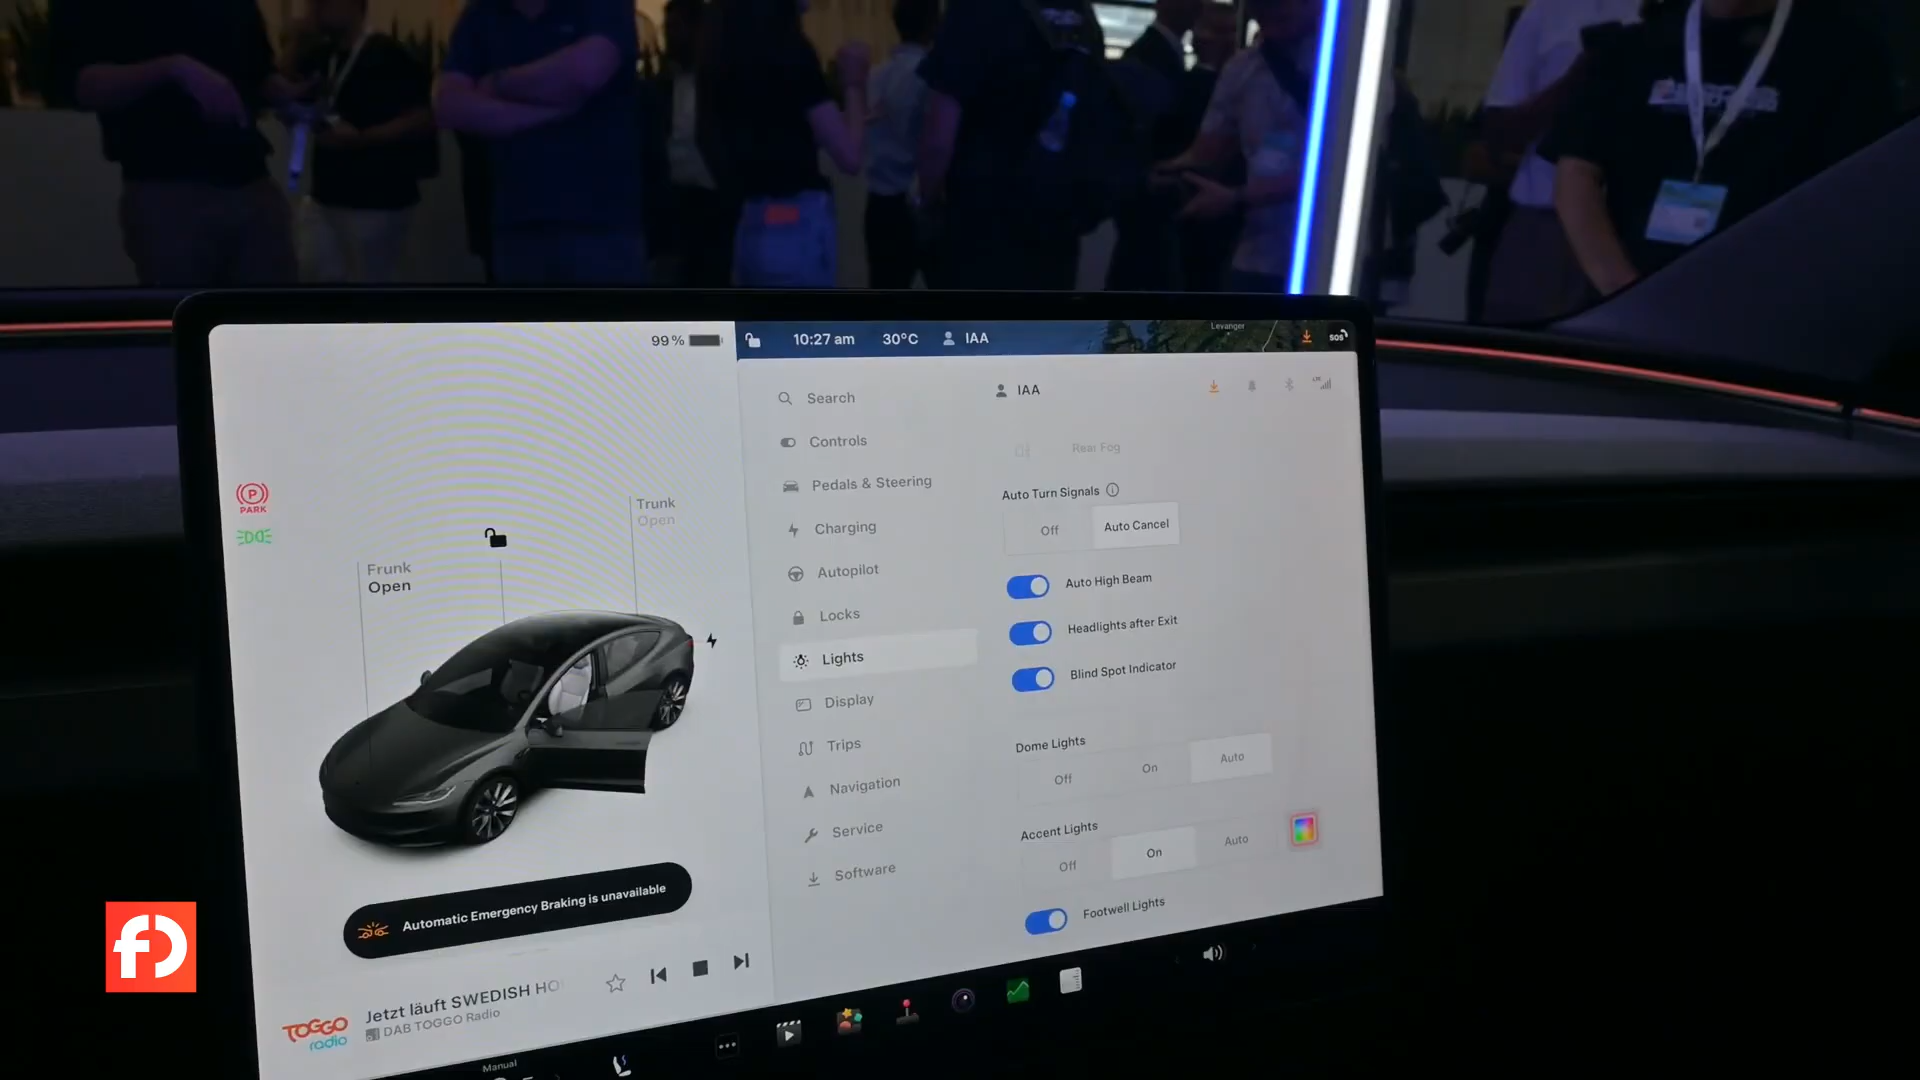 99%
10:27 am
30°C
IAA
Levanger
SOS
Search
Controls
Pedals & Steering
Charging
Autopilot
Locks
Lights
Display
Trips
Navigation
Service
Software
IAA
LTE
Rear Fog
Auto Turn Signals
Off
Auto Cancel
Auto High Beam
Headlights after Exit
Blind Spot Indicator
Dome Lights
Off
On
Auto
Accent Lights
Off
On
Auto
Footwell Lights
P
PARK
Trunk
Open
Frunk
Open
Automatic Emergency Braking is unavailable
TOGGO
radio
Jetzt läuft SWEDISH HO
DAB TOGGO Radio
Manual